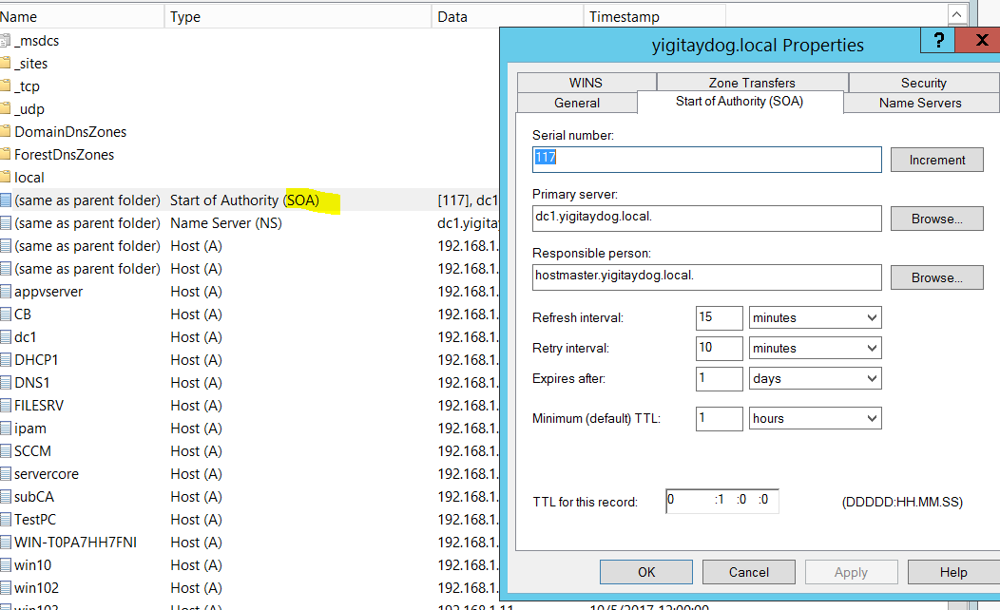 Name Type Data Timestamp
_msdcs
_sites
_tcp
_udp
DomainDnsZones
ForestDnsZones
local
(same as parent folder) Start of Authority (SOA) [117], dc1
(same as parent folder) Name Server (NS) dc1.yigitay
(same as parent folder) Host (A) 192.168.1.
(same as parent folder) Host (A) 192.168.1.
appvserver Host (A) 192.168.1.
CB Host (A) 192.168.1.
dc1 Host (A) 192.168.1.
DHCP1 Host (A) 192.168.1.
DNS1 Host (A) 192.168.1.
FILESRV Host (A) 192.168.1.
ipam Host (A) 192.168.1.
SCCM Host (A) 192.168.1.
servercore Host (A) 192.168.1.
subCA Host (A) 192.168.1.
TestPC Host (A) 192.168.1.
WIN-T0PA7HH7FNI Host (A) 192.168.1.
win10 Host (A) 192.168.1.
win102 Host (A) 192.168.1.
win103 Host (A) 192.168.1.11 10/5/2017 12:00:00
yigitaydog.local Properties ? X
WINS Zone Transfers Security
General Start of Authority (SOA) Name Servers
Serial number:
117 Increment
Primary server:
dc1.yigitaydog.local. Browse...
Responsible person:
hostmaster.yigitaydog.local. Browse...
Refresh interval: 15 minutes
Retry interval: 10 minutes
Expires after: 1 days
Minimum (default) TTL: 1 hours
TTL for this record: 0 :1 :0 :0 (DDDDD:HH.MM.SS)
OK Cancel Apply Help